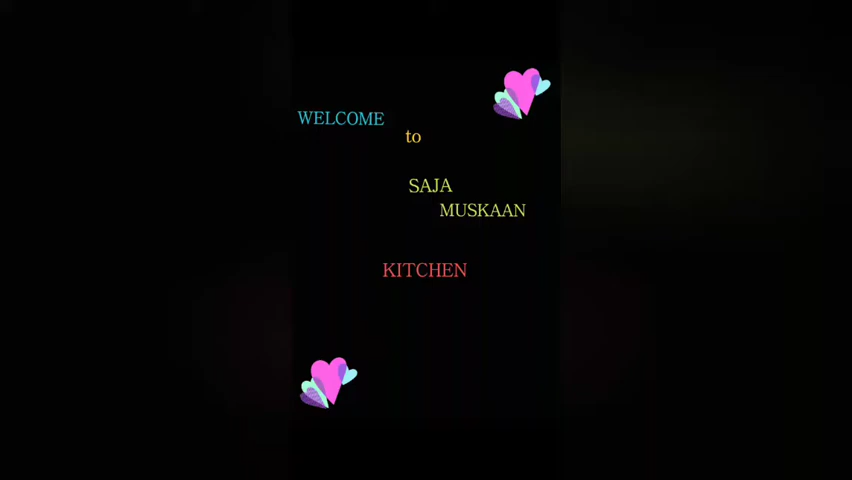 WELCOME
to
SAJA
MUSKAAN
KITCHEN